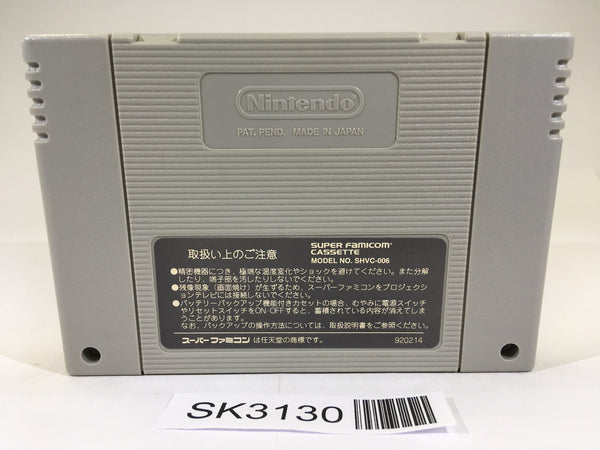 Nintendo
PAT. PEND. MADE IN JAPAN
取扱い上のご注意
SUPER FAMICOM
CASSETTE
MODEL NO. SHVC-006
●精密機器につき、極端な温度変化やショックを避けてください。また分解
したり、端子部を汚したりしないでください。
●残像現象（画面焼け）が生ずるため、スーパーファミコンをプロジェクシ
ョンテレビには接続しないでください。
●バッテリーバックアップ機能付きカセットの場合、むやみに電源スイッチ
やリセットスイッチをON・OFFすると、蓄積されている内容が消えてしま
うことがあります。
なお、バックアップの操作方法については、取扱説明書をご参照ください。
スーパーファミコン は任天堂の商標です。 920214
SK3130